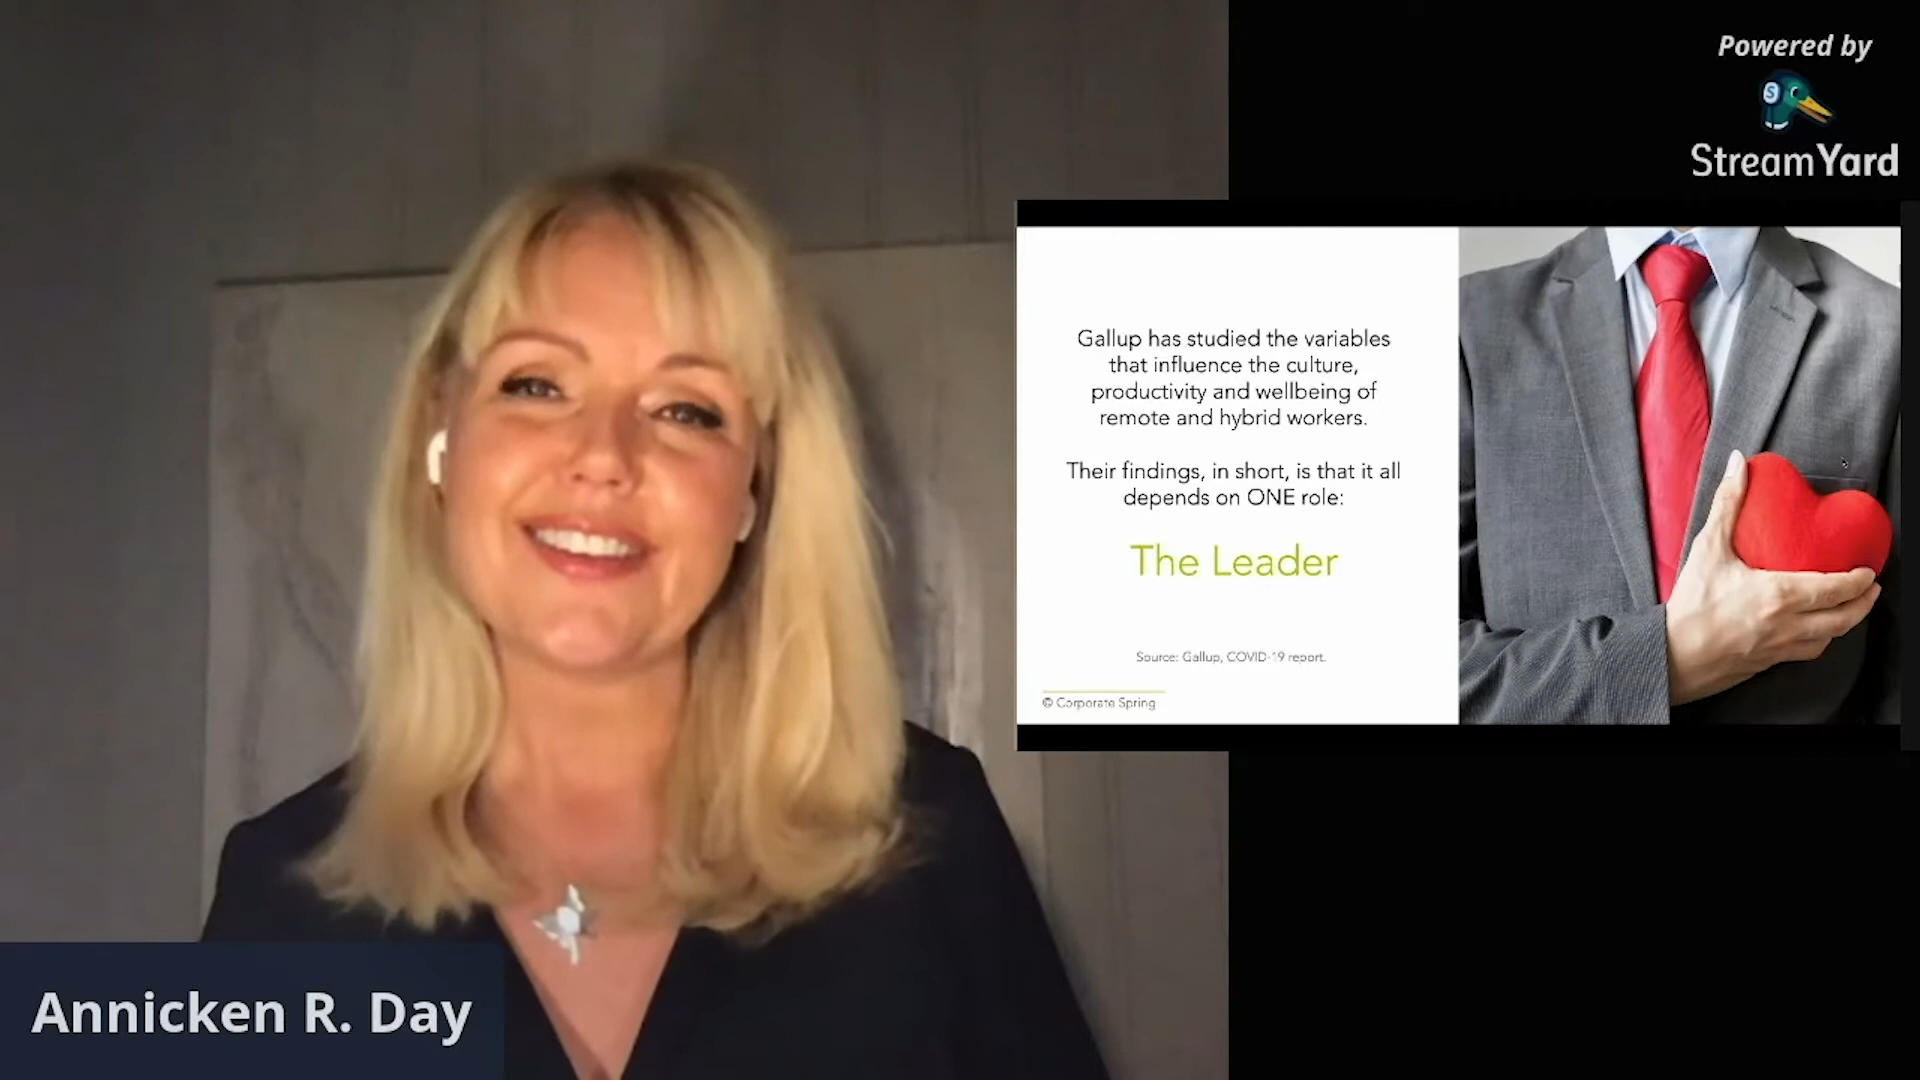 Powered by
S
StreamYard
Gallup has studied the variables
that influence the culture,
productivity and wellbeing of
remote and hybrid workers.
Their findings, in short, is that it all
depends on ONE role:
The Leader
Source: Gallup, COVID-19 report.
© Corporate Spring
Annicken R. Day